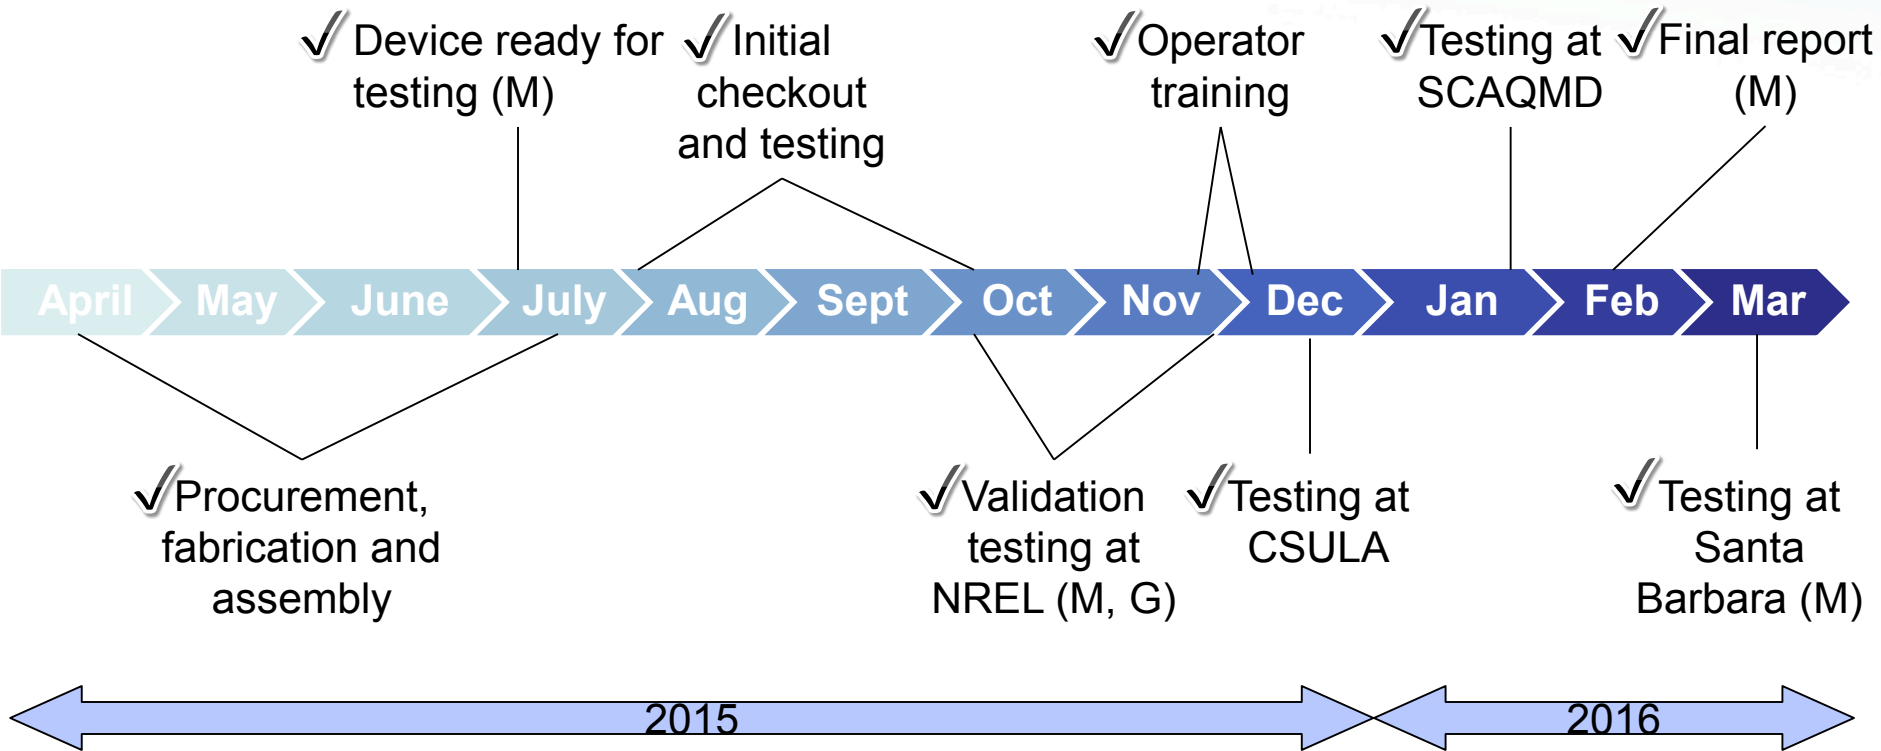 Device ready for
testing (M)
Initial
checkout
and testing
Operator
training
Testing at
SCAQMD
Final report
(M)
April
May
June
July
Aug
Sept
Oct
Nov
Dec
Jan
Feb
Mar
Procurement,
fabrication and
assembly
Validation
testing at
NREL (M, G)
Testing at
CSULA
Testing at
Santa
Barbara (M)
2015
2016